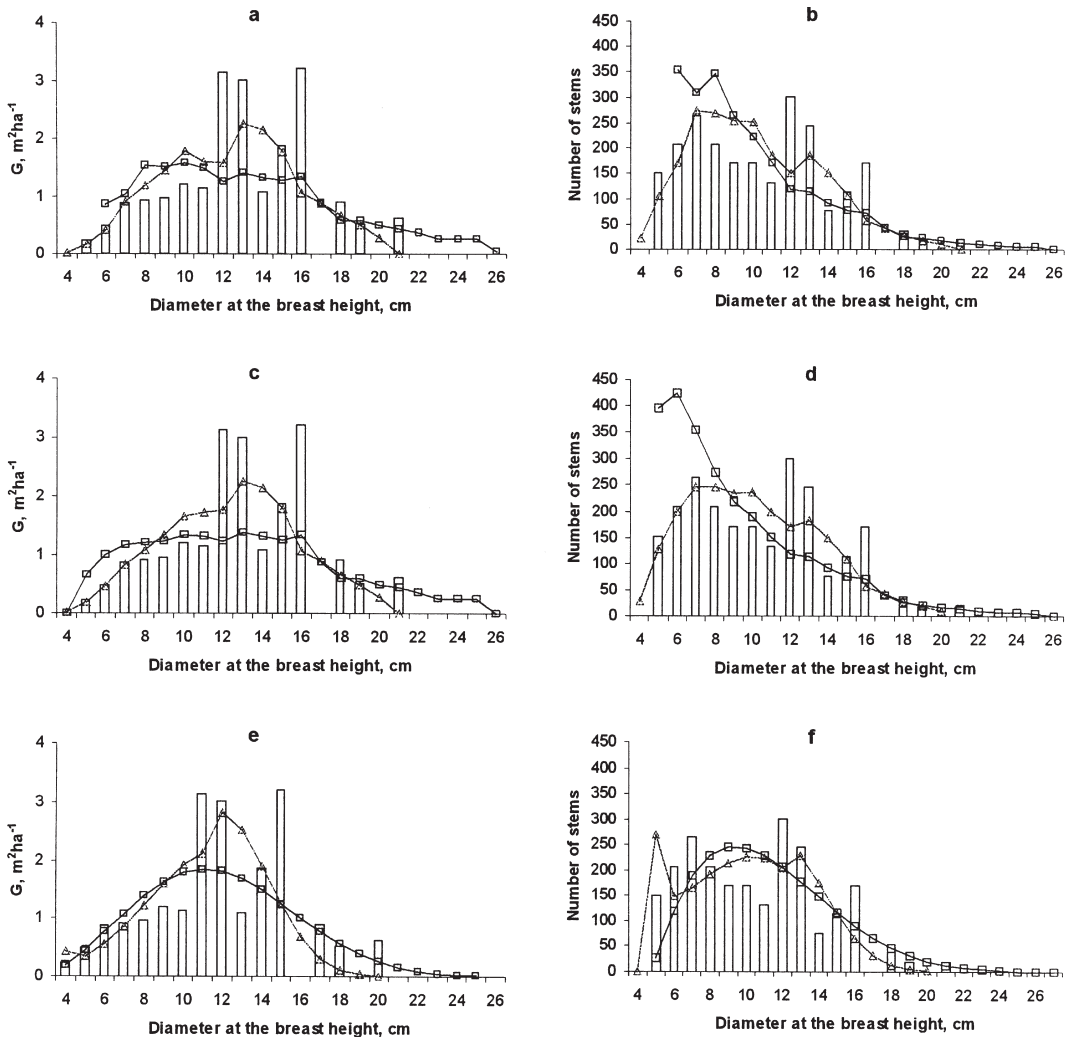 a
4
3
2
1
0
G, m²ha⁻¹
4 6 8 10 12 14 16 18 20 22 24 26
Diameter at the breast height, cm
b
450
400
350
300
250
200
150
100
50
0
Number of stems
4 6 8 10 12 14 16 18 20 22 24 26
Diameter at the breast height, cm
c
4
3
2
1
0
G, m²ha⁻¹
4 6 8 10 12 14 16 18 20 22 24 26
Diameter at the breast height, cm
d
450
400
350
300
250
200
150
100
50
0
Number of stems
4 6 8 10 12 14 16 18 20 22 24 26
Diameter at the breast height, cm
e
4
3
2
1
0
G, m²ha⁻¹
4 6 8 10 12 14 16 18 20 22 24 26
Diameter at the breast height, cm
f
450
400
350
300
250
200
150
100
50
0
Number of stems
4 6 8 10 12 14 16 18 20 22 24 26
Diameter at the breast height, cm